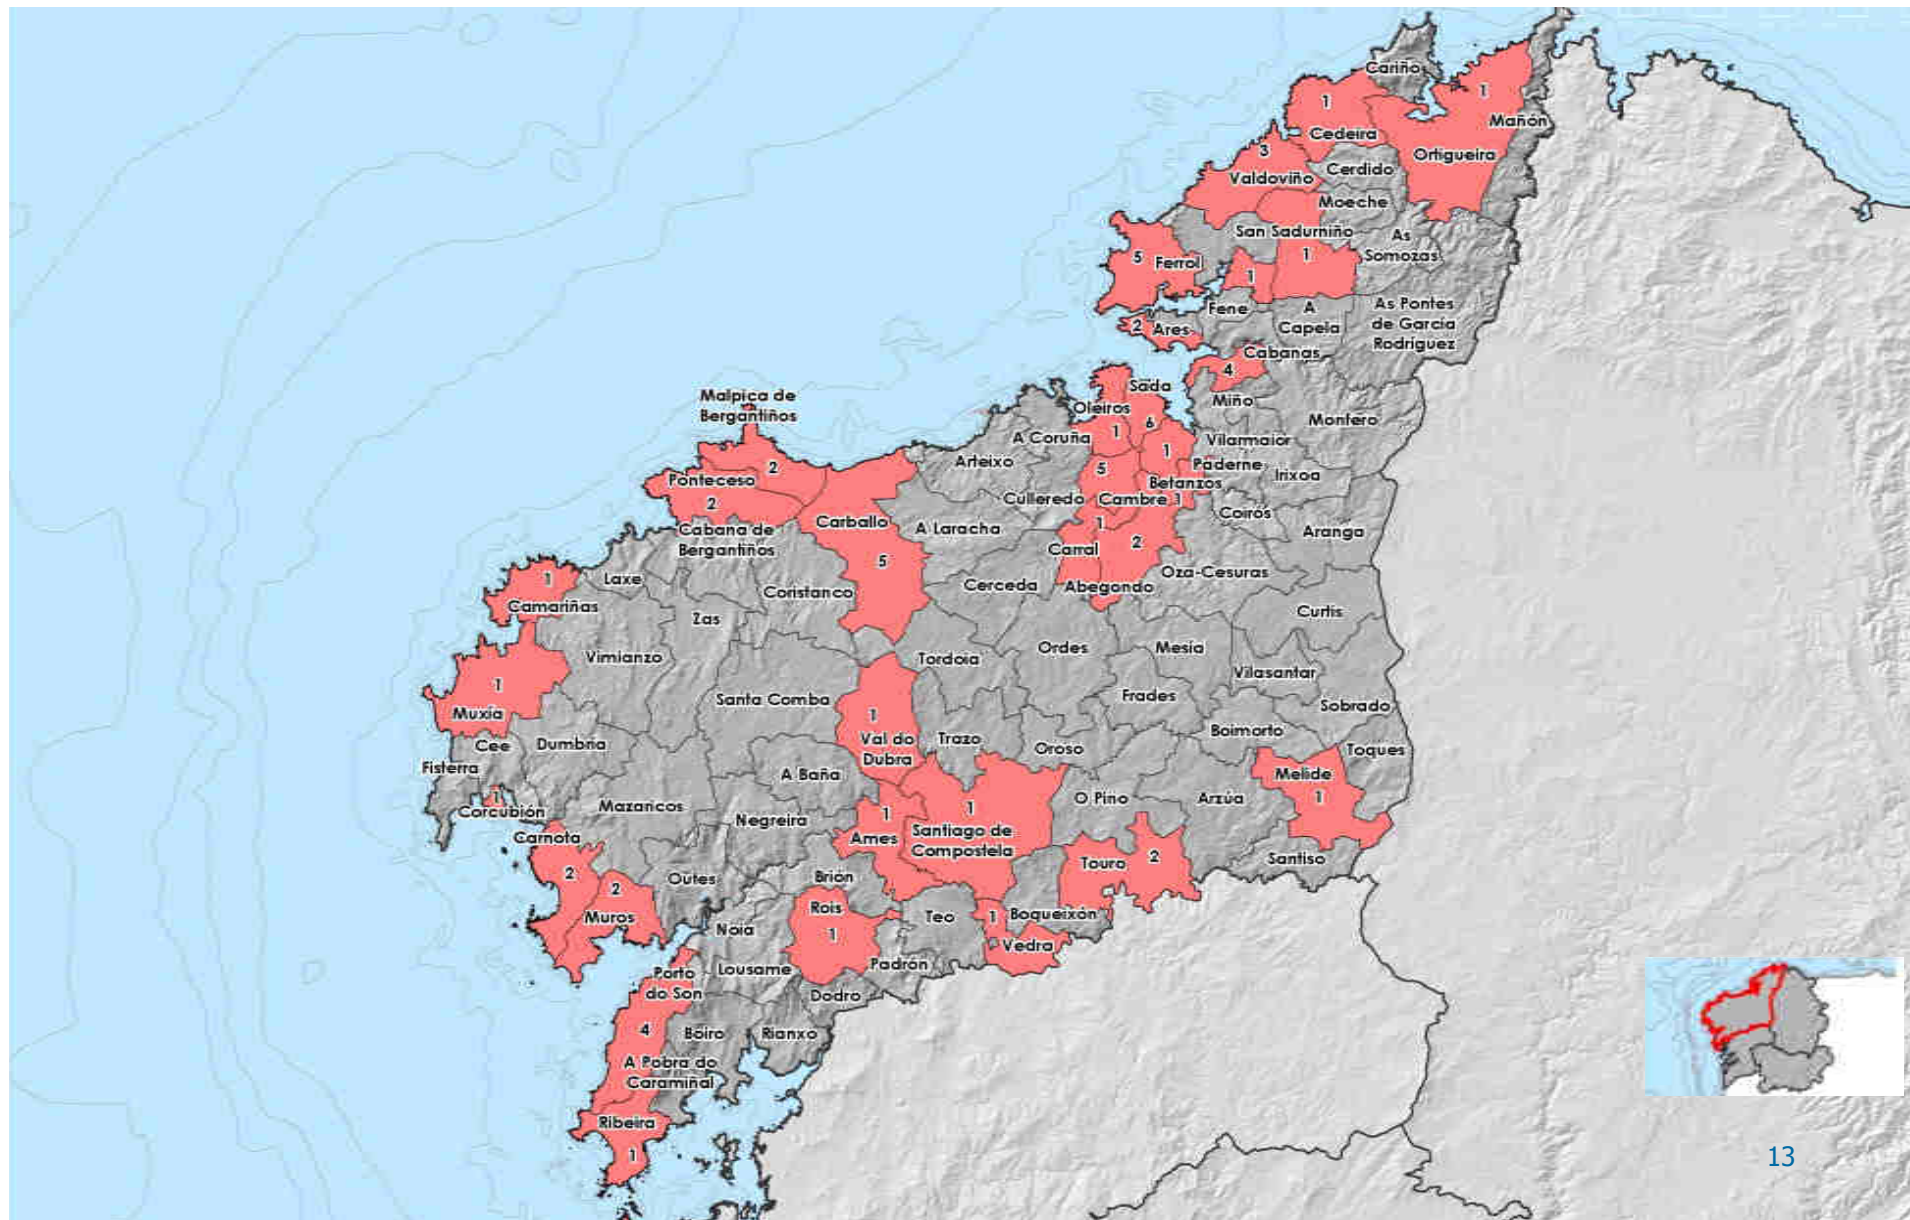 Cariño
1
1
Mañón
Cedeira
3
Ortigueira
Cerdido
Valdoviño
Moeche
San Sadurniño
As
Somozas
5
Ferrol
1
1
Fene
A
Capela
As Pontes
de García
Rodríguez
2
Ares
Cabanas
4
Sada
Malpica de
Bergantiños
Miño
Oleiros
6
Montero
1
A Coruña
Vilarmaior
1
Arteixo
5
Paderne
Irixoa
2
Ponteceso
Betanzos
2
Culleredo
Cambre
1
Coirós
Carballo
A Laracha
1
Aranga
Cabana de
Bergantiños
2
Carral
5
Oza-Cesuras
1
Laxe
Cerceda
Abegondo
Coristanco
Camariñas
Curtis
Zas
Ordes
Mesía
Vimianzo
Tordoia
Vilasantar
1
Santa Comba
Frades
Sobrado
Muxía
1
Boimorto
Cee
Dumbría
Val do
Dubra
Trazo
Oroso
Toques
Fisterra
A Baña
Melide
1
1
O Pino
Arzúa
1
Mazaricos
1
Corcubión
Negreira
Ames
Santiago de
Compostela
Carnota
2
Touro
2
Santiso
2
Outes
Brión
Rois
Muros
1
Boqueixón
Noia
Teo
1
Vedra
Padrón
Lousame
Porto
do Son
Dodro
4
Boiro
Rianxo
A Pobra do
Caramiñal
Ribeira
1
13